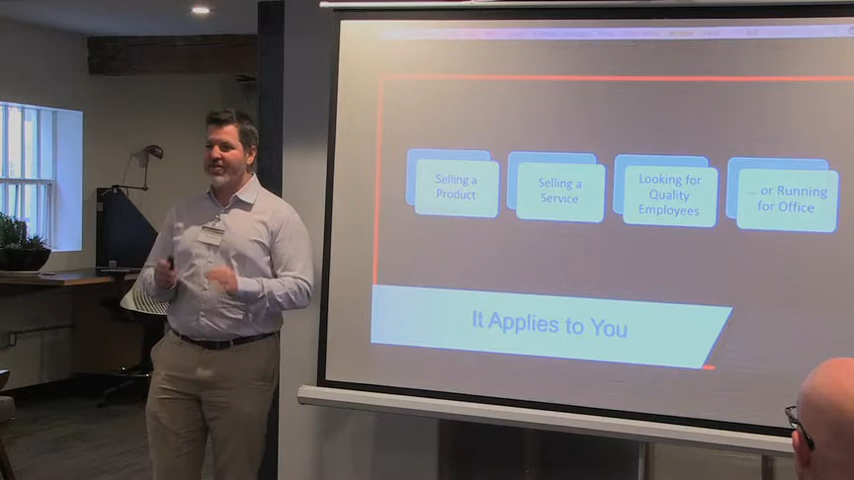 Selling a
Product
Selling a
Service
Looking for
Quality
Employees
... or Running
for Office
It Applies to You